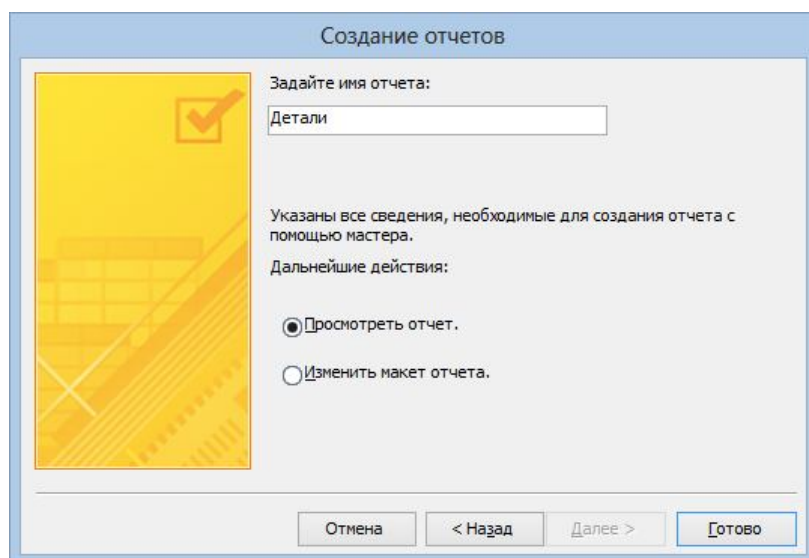 Создание отчетов
Задайте имя отчета:
Детали
Указаны все сведения, необходимые для создания отчета с
помощью мастера.
Дальнейшие действия:
Просмотреть отчет.
Изменить макет отчета.
Отмена
< Назад
Далее >
Готово